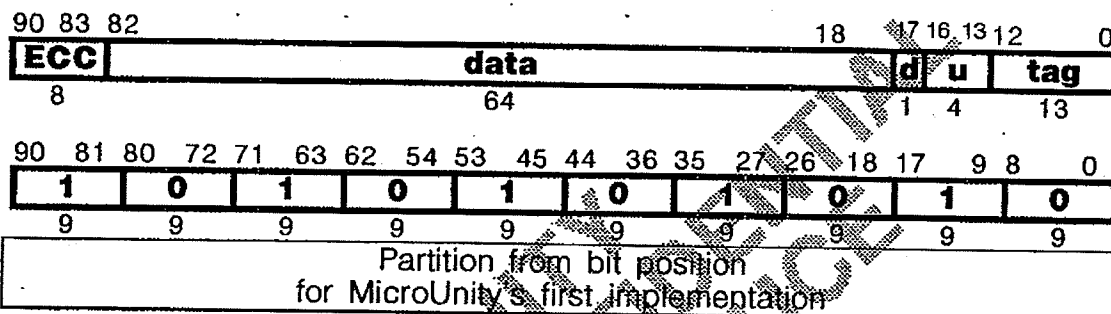 90 83 82 18 17 16 13 12 0
ECC data d u tag
8 64 1 4 13
90 81 80 72 71 63 62 54 53 45 44 36 35 27 26 18 17 9 8 0
1 0 1 0 1 0 1 0 1 0
9 9 9 9 9 9 9 9 9 9
Partition from bit position
for MicroUnity's first implementation